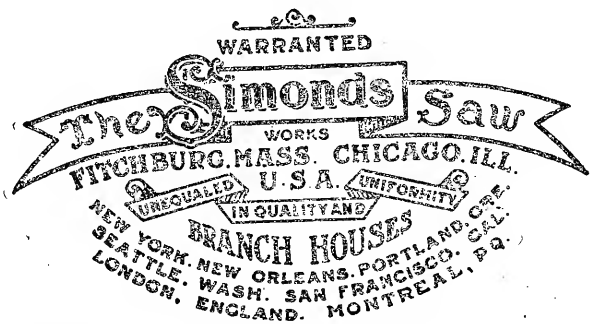 WARRANTED
The Simonds Saw
WORKS
FITCHBURG, MASS. CHICAGO, ILL.
U.S.A.
UNEQUALED IN QUALITY AND UNIFORMITY
BRANCH HOUSES
NEW YORK. NEW ORLEANS. PORTLAND, ORE.
SEATTLE, WASH. SAN FRANCISCO, CAL.
LONDON, ENGLAND. MONTREAL, P.Q.